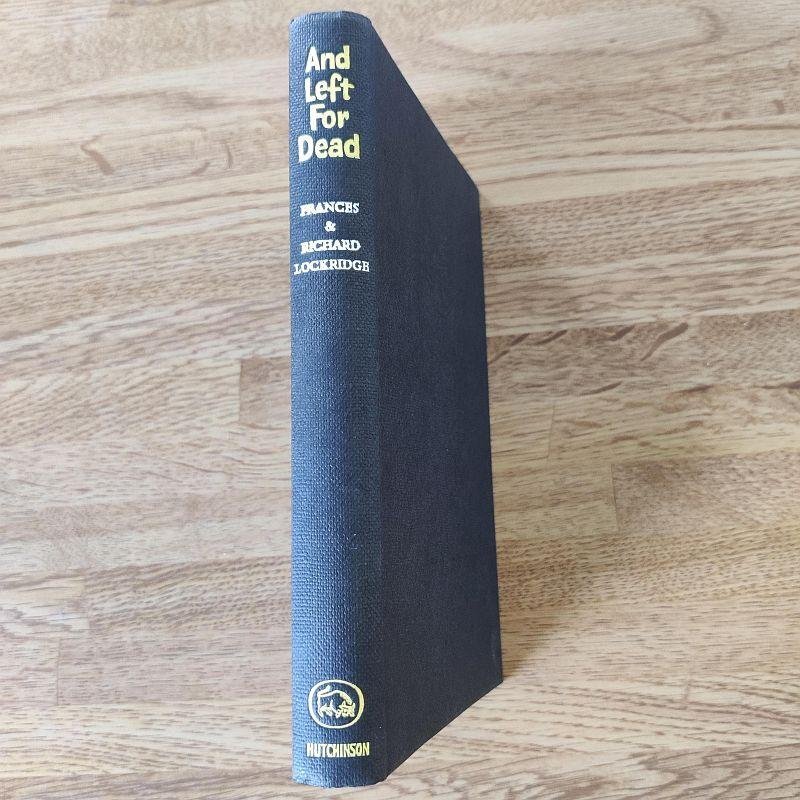 And
Left
For
Dead
FRANCES
&
RICHARD
LOCKRIDGE
HUTCHINSON